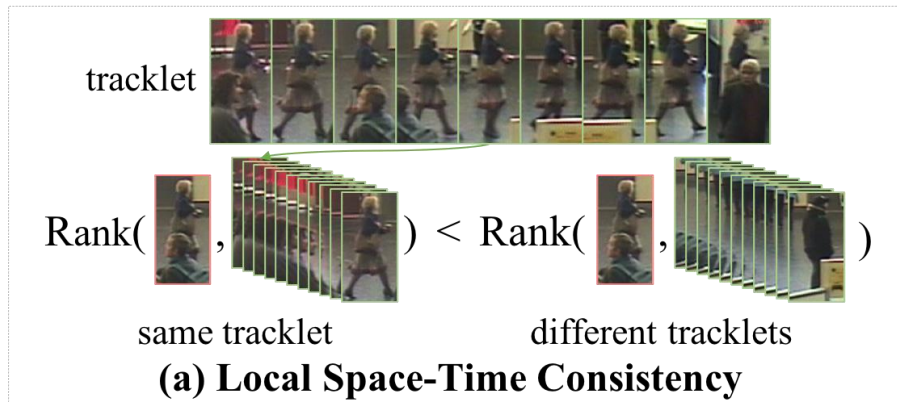 tracklet
Rank( , ) < Rank( , )
same tracklet different tracklets
(a) Local Space-Time Consistency